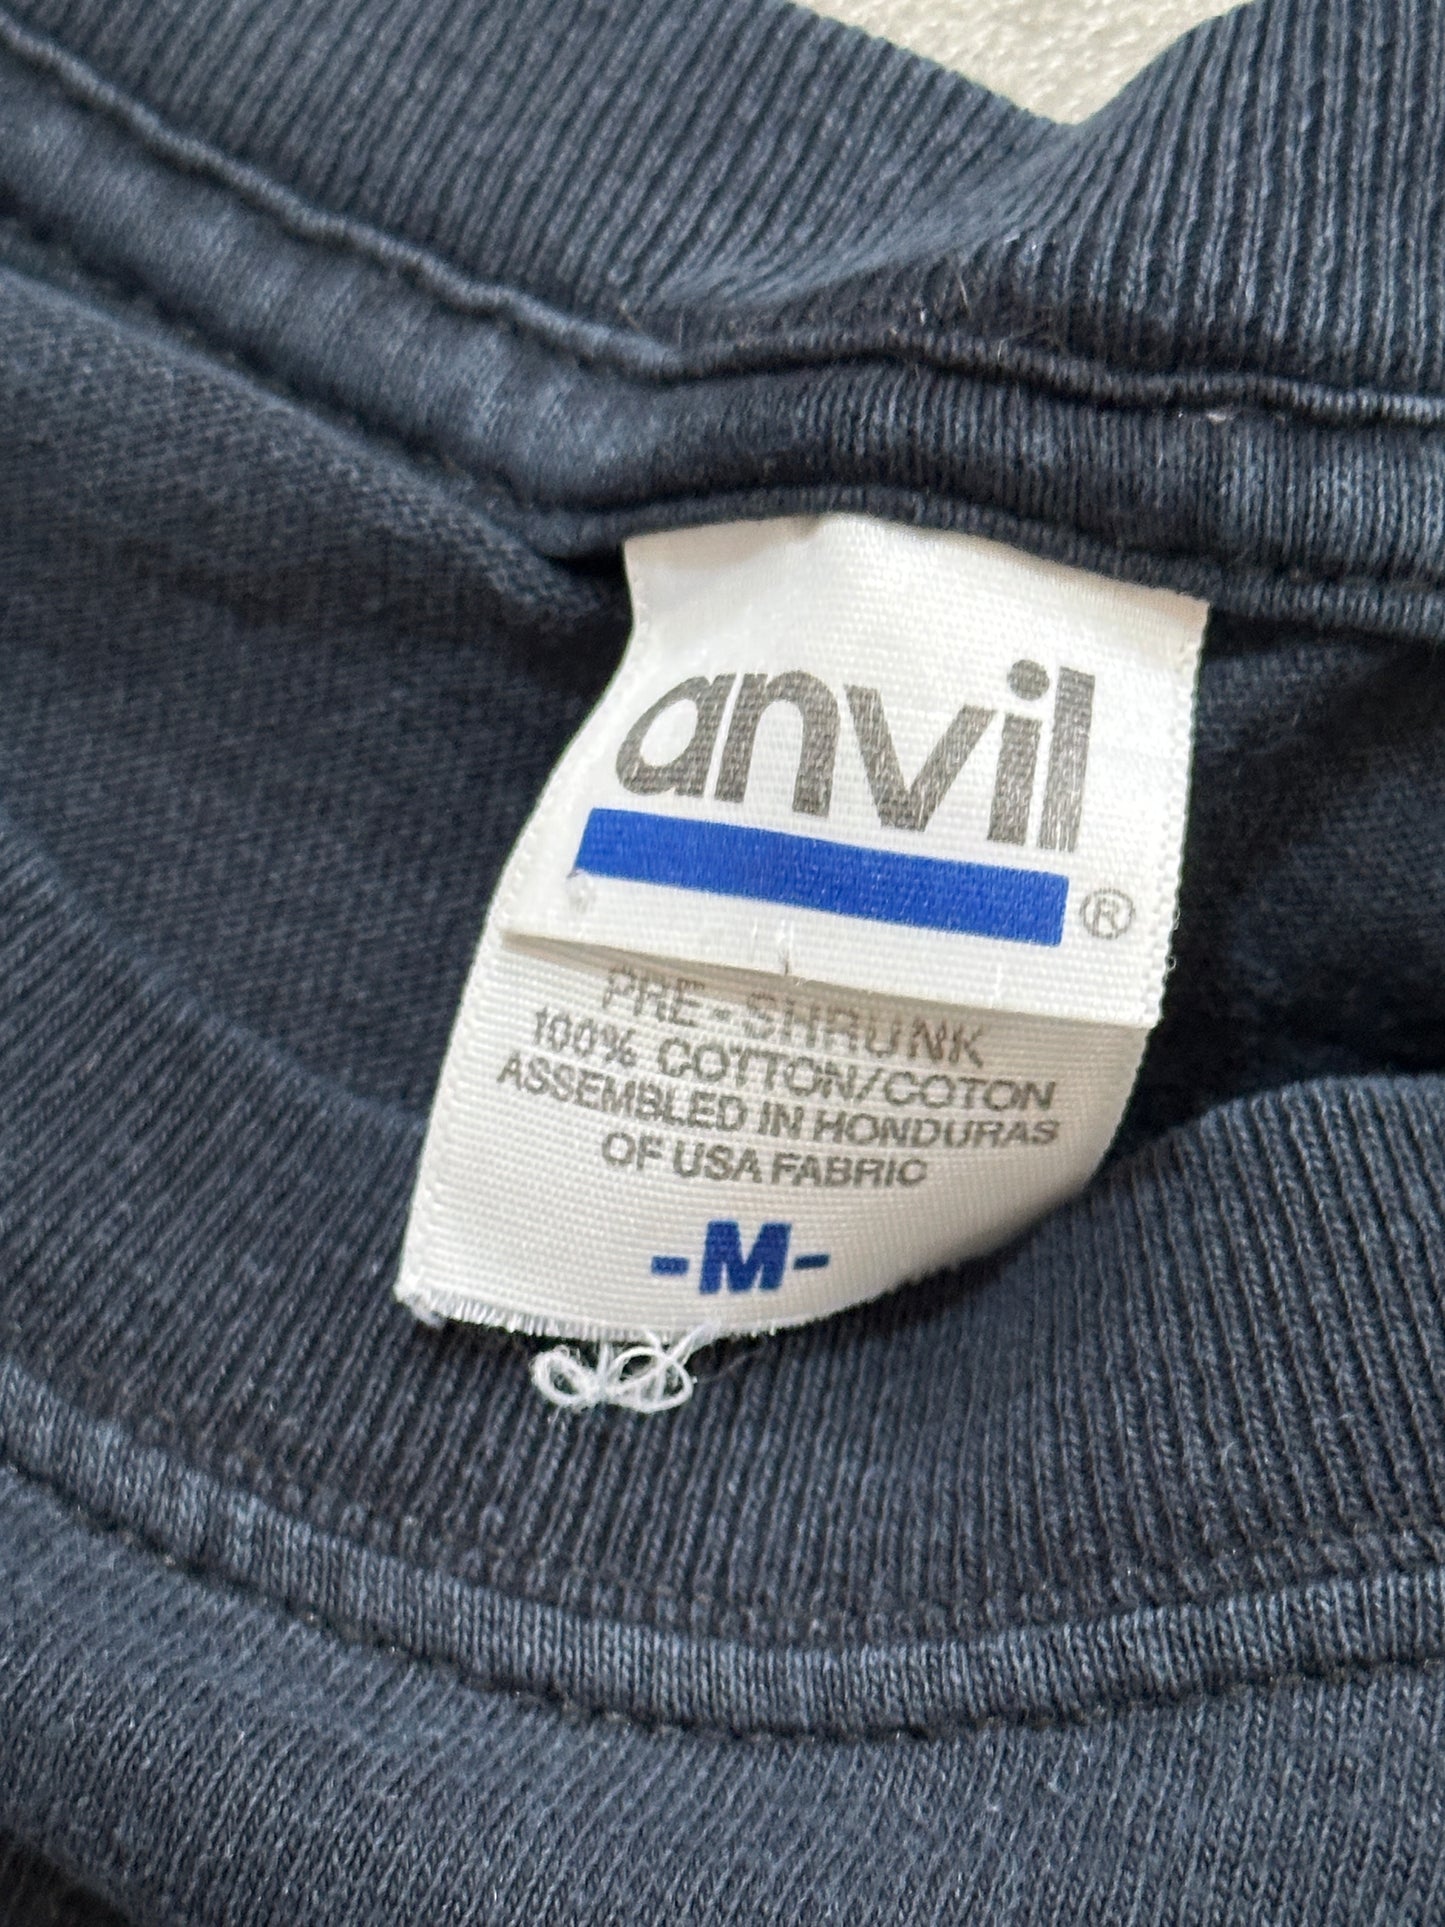 anvil
®
PRE-SHRUNK
100% COTTON/COTON
ASSEMBLED IN HONDURAS
OF USA FABRIC
-M-